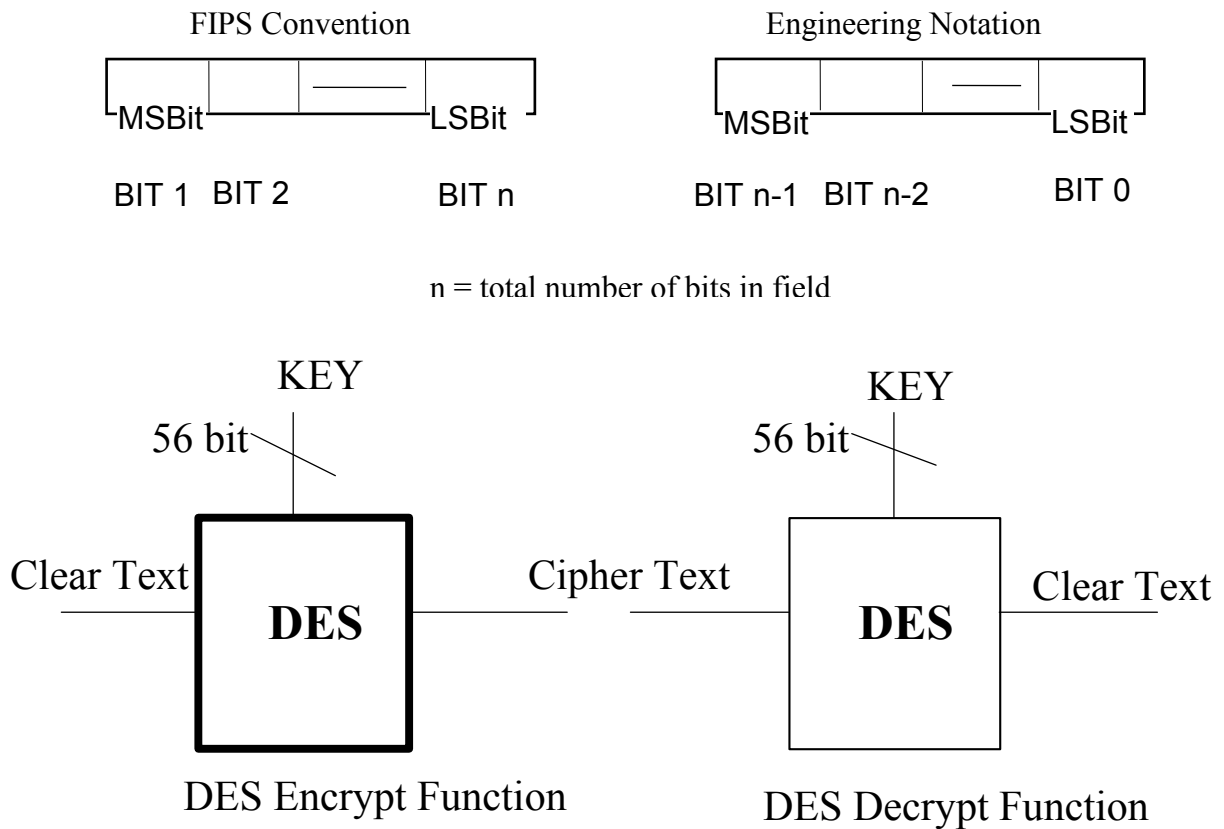 FIPS Convention
Engineering Notation
MSBit
LSBit
MSBit
LSBit
BIT 1
BIT 2
BIT n
BIT n-1
BIT n-2
BIT 0
n = total number of bits in field
KEY
56 bit
KEY
56 bit
Clear Text
DES
Cipher Text
DES
Clear Text
DES Encrypt Function
DES Decrypt Function